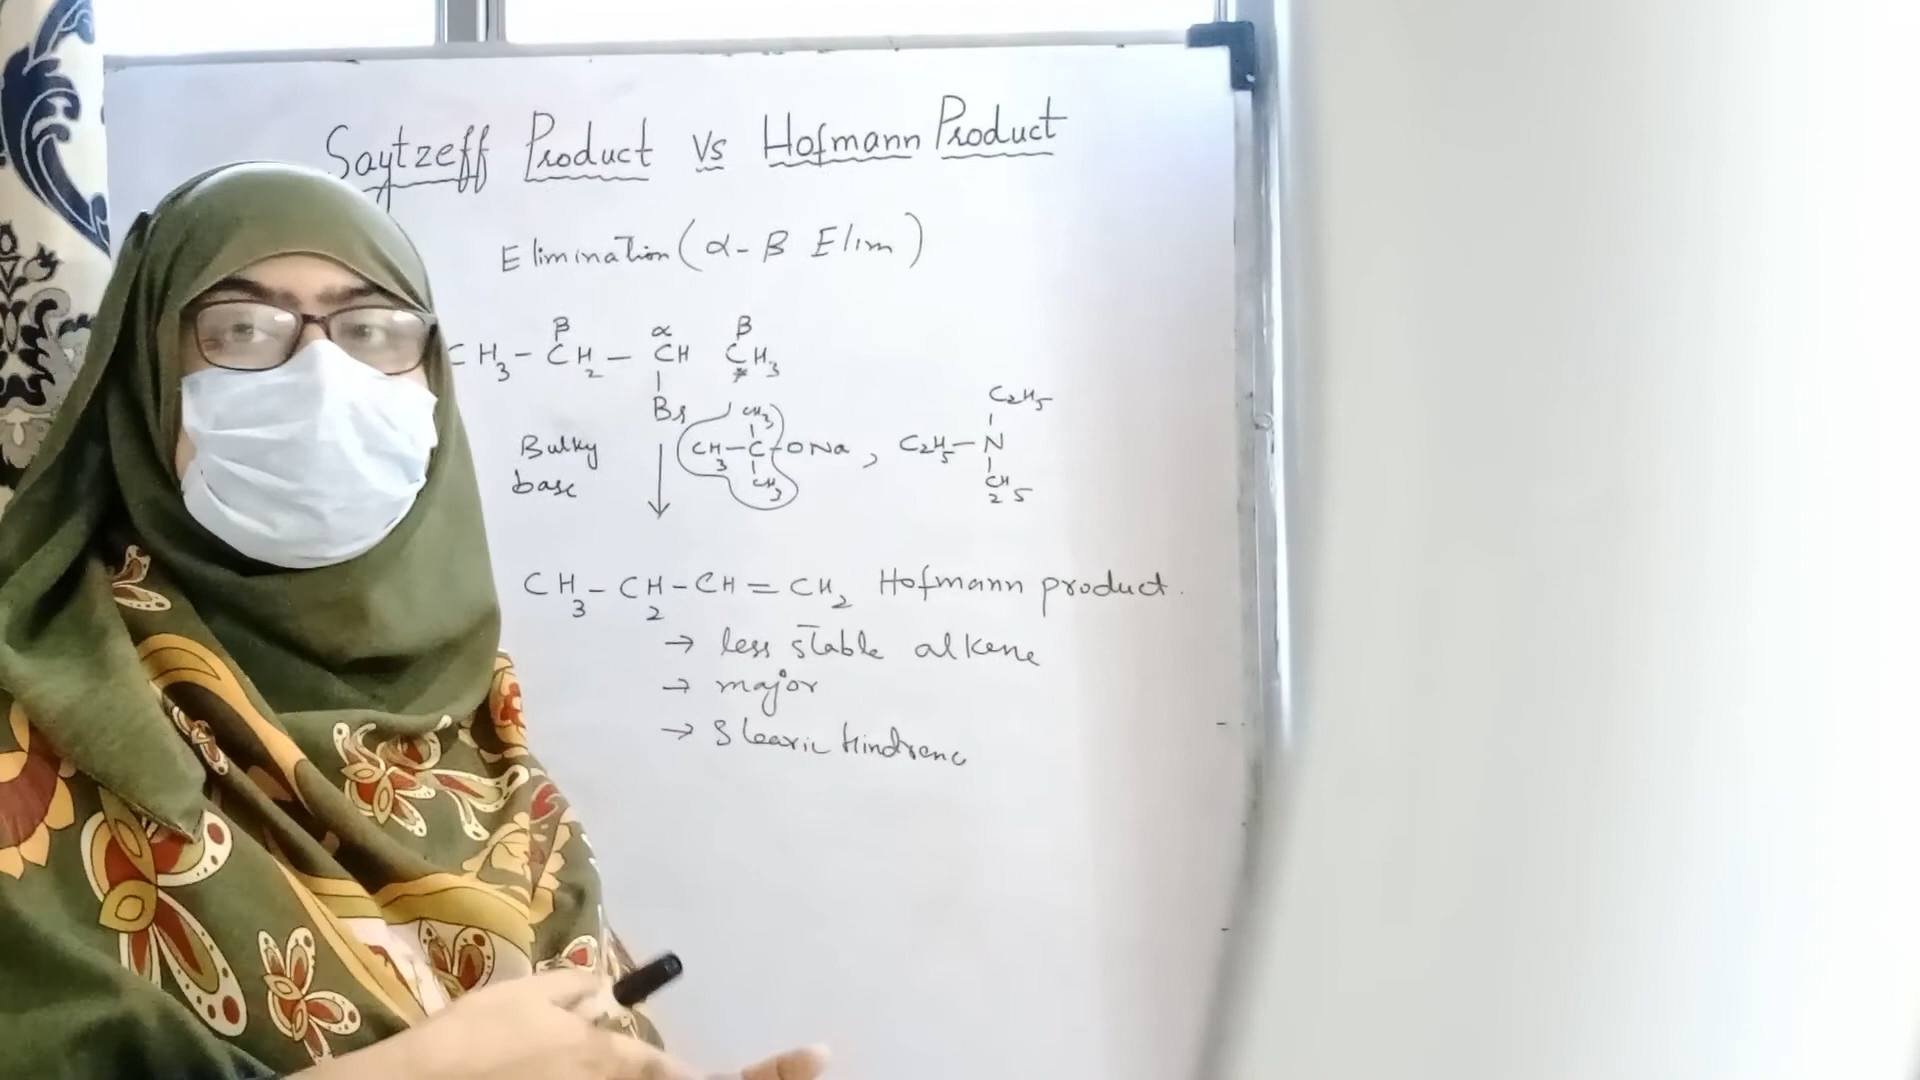 Saytzeff Product Vs Hofmann Product
Elimination (α-β Elim)
β α β
CH3 - CH2 - CH CH3
*
Br
CH3 C2H5
Bulky CH3-C-ONa , C2H5-N
base CH3 C2H5
CH3-CH2-CH=CH2 Hofmann product.
→ less stable alkene
→ major
→ Stearic Hindrenc